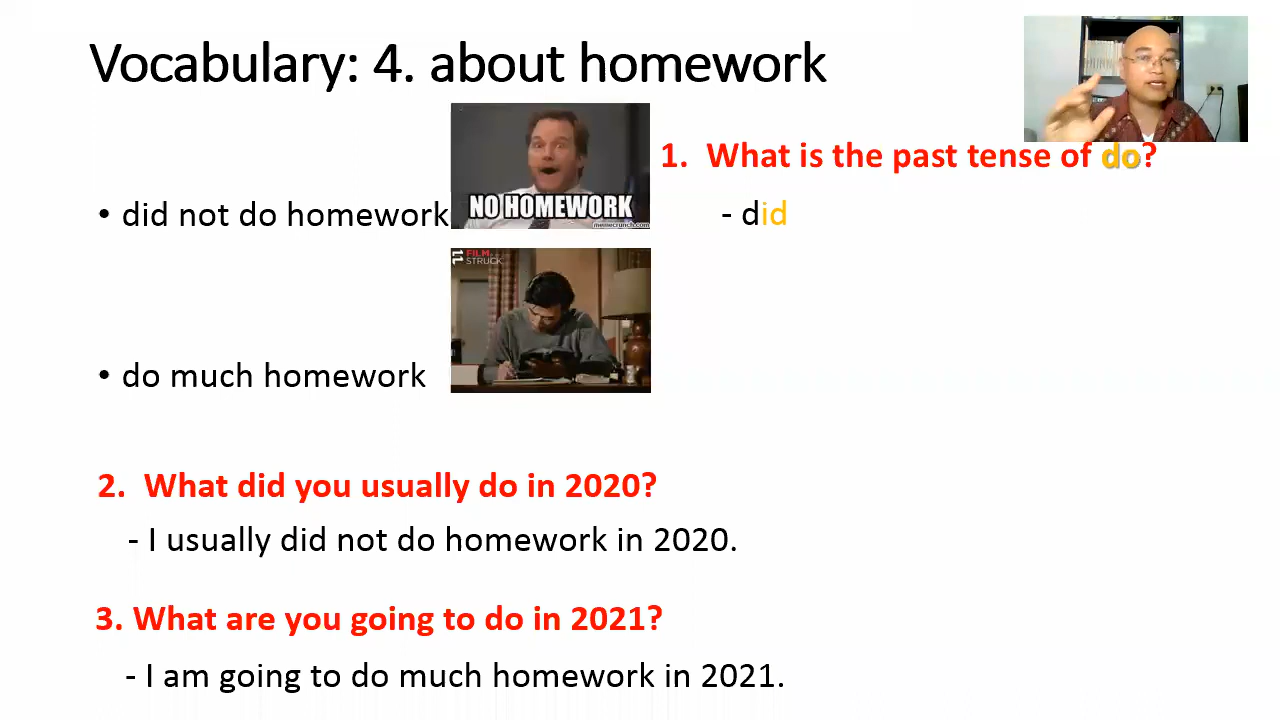 Vocabulary: 4. about homework
• did not do homework
NO HOMEWORK
memecrunch.com
1. What is the past tense of do?
- did
FILM
STRUCK
• do much homework
2. What did you usually do in 2020?
- I usually did not do homework in 2020.
3. What are you going to do in 2021?
- I am going to do much homework in 2021.